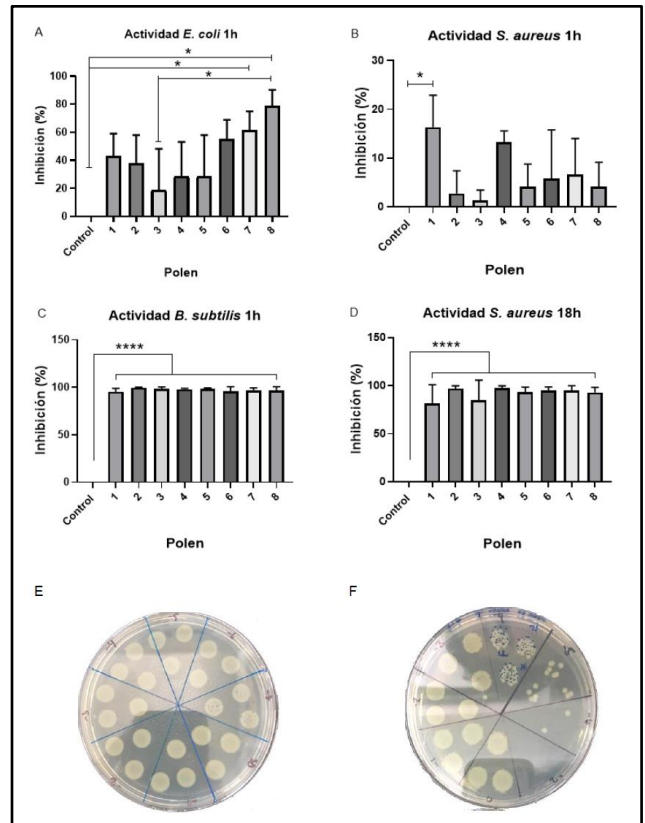 A
Actividad E. coli 1h
Inhibición (%)
100
80
60
40
20
0
*
*
*
Control
1
2
3
4
5
6
7
8
Polen
B
Actividad S. aureus 1h
Inhibición (%)
30
20
10
0
*
Control
1
2
3
4
5
6
7
8
Polen
C
Actividad B. subtilis 1h
Inhibición (%)
150
100
50
0
****
Control
1
2
3
4
5
6
7
8
Polen
D
Actividad S. aureus 18h
Inhibición (%)
150
100
50
0
****
Control
1
2
3
4
5
6
7
8
Polen
E
F